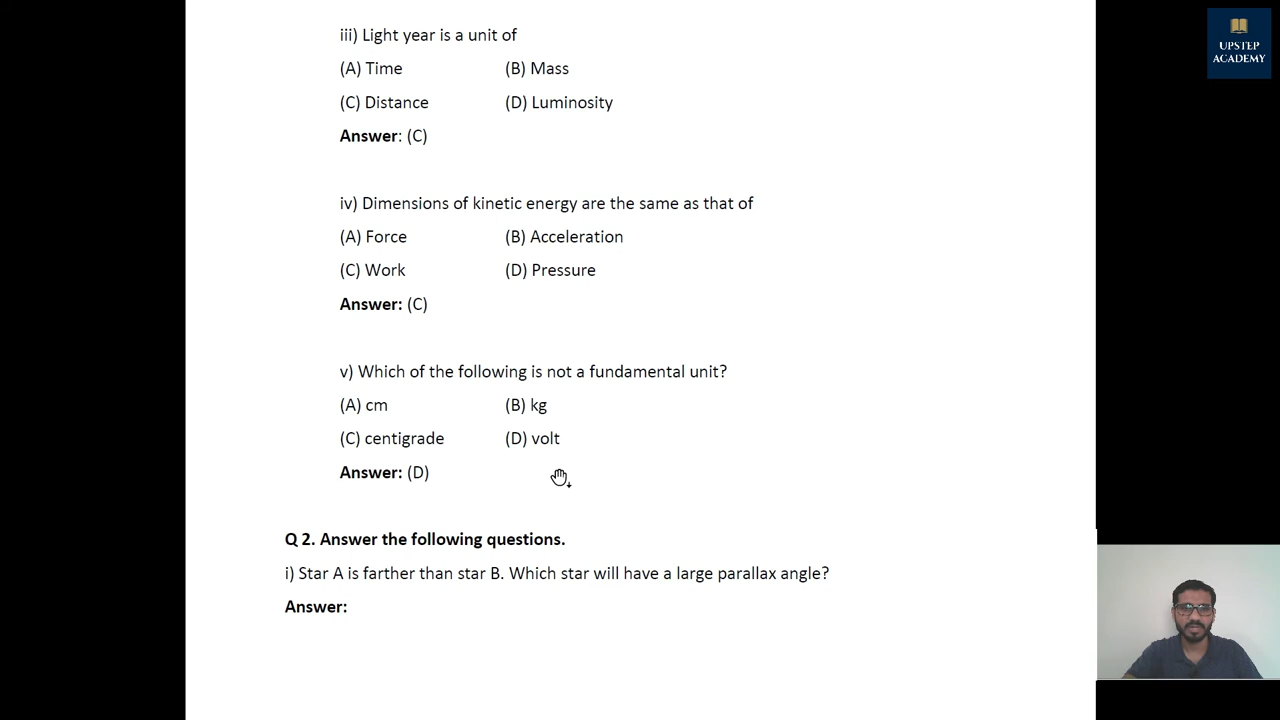 UPSTEP
ACADEMY
iii) Light year is a unit of
(A) Time (B) Mass
(C) Distance (D) Luminosity
Answer: (C)
iv) Dimensions of kinetic energy are the same as that of
(A) Force (B) Acceleration
(C) Work (D) Pressure
Answer: (C)
v) Which of the following is not a fundamental unit?
(A) cm (B) kg
(C) centigrade (D) volt
Answer: (D)
Q 2. Answer the following questions.
i) Star A is farther than star B. Which star will have a large parallax angle?
Answer: